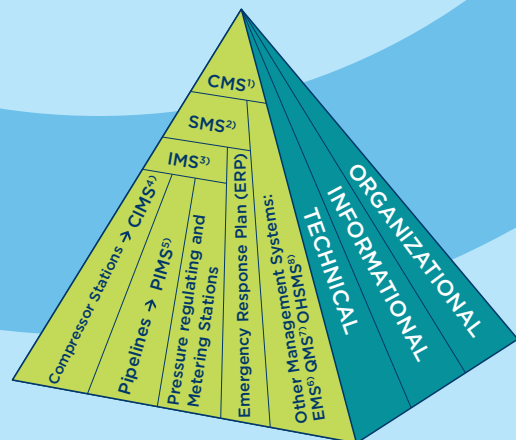 CMS¹⁾
SMS²⁾
IMS³⁾
Compressor Stations → CIMS⁴⁾
Pipelines → PIMS⁵⁾
Pressure regulating and
Metering Stations
Emergency Response Plan (ERP)
Other Management Systems:
EMS⁶⁾ QMS⁷⁾ OHSMS⁸⁾
TECHNICAL
INFORMATIONAL
ORGANIZATIONAL